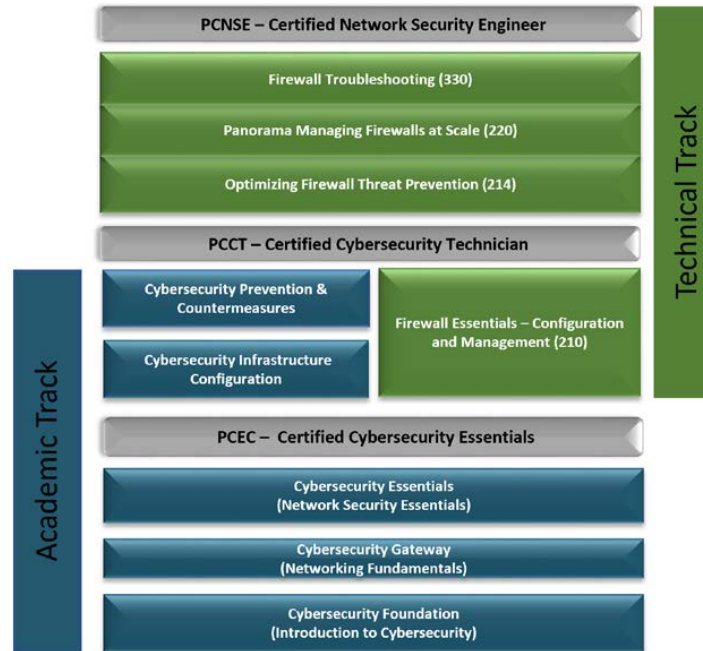 PCNSE – Certified Network Security Engineer
Firewall Troubleshooting (330)
Panorama Managing Firewalls at Scale (220)
Optimizing Firewall Threat Prevention (214)
Technical Track
PCCT – Certified Cybersecurity Technician
Cybersecurity Prevention &
Countermeasures
Cybersecurity Infrastructure
Configuration
Firewall Essentials – Configuration
and Management (210)
Academic Track
PCEC – Certified Cybersecurity Essentials
Cybersecurity Essentials
(Network Security Essentials)
Cybersecurity Gateway
(Networking Fundamentals)
Cybersecurity Foundation
(Introduction to Cybersecurity)